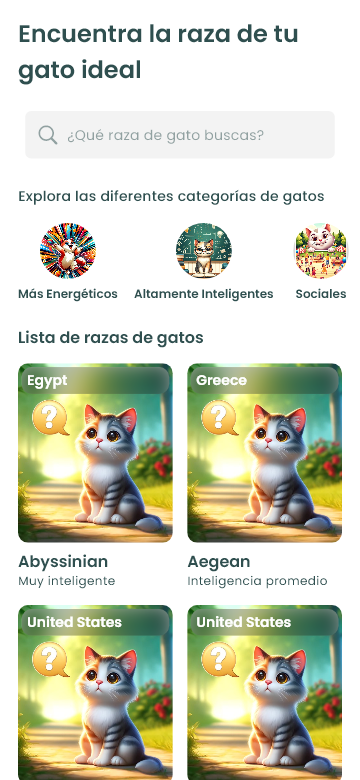 Encuentra la raza de tu
gato ideal
¿Qué raza de gato buscas?
Explora las diferentes categorías de gatos
Más Energéticos
Altamente Inteligentes
Sociales
Lista de razas de gatos
Egypt
Greece
?
?
Abyssinian
Aegean
Muy inteligente
Inteligencia promedio
United States
United States
?
?